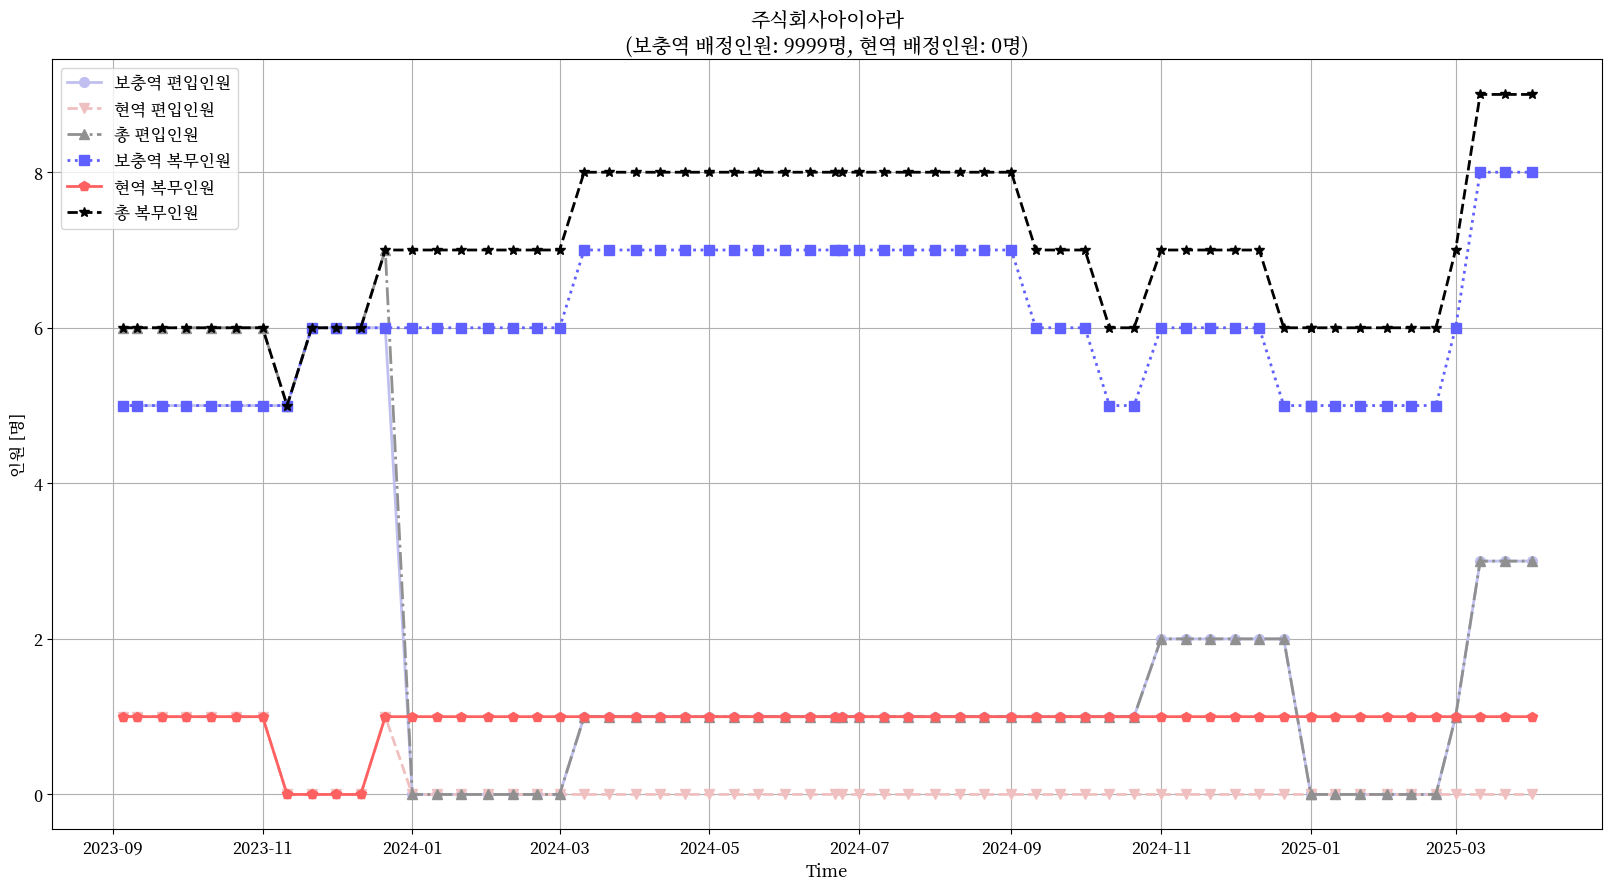 주식회사아이아라
(보충역 배정인원: 9999명, 현역 배정인원: 0명)
보충역 편입인원
현역 편입인원
총 편입인원
보충역 복무인원
현역 복무인원
총 복무인원
인원 [명]
8
6
4
2
0
2023-09
2023-11
2024-01
2024-03
2024-05
2024-07
2024-09
2024-11
2025-01
2025-03
Time